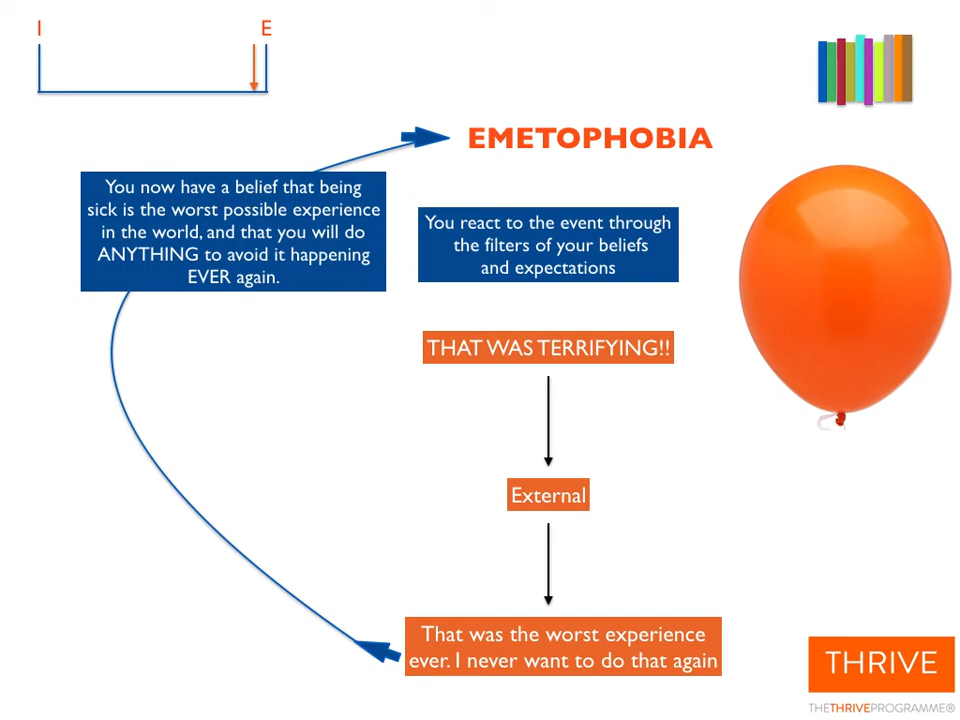 I
E
EMETOPHOBIA
You now have a belief that being
sick is the worst possible experience
in the world, and that you will do
ANYTHING to avoid it happening
EVER again.
You react to the event through
the filters of your beliefs
and expectations
THAT WAS TERRIFYING!!
External
That was the worst experience
ever. I never want to do that again
THRIVE
THETHRIVEPROGRAMME®